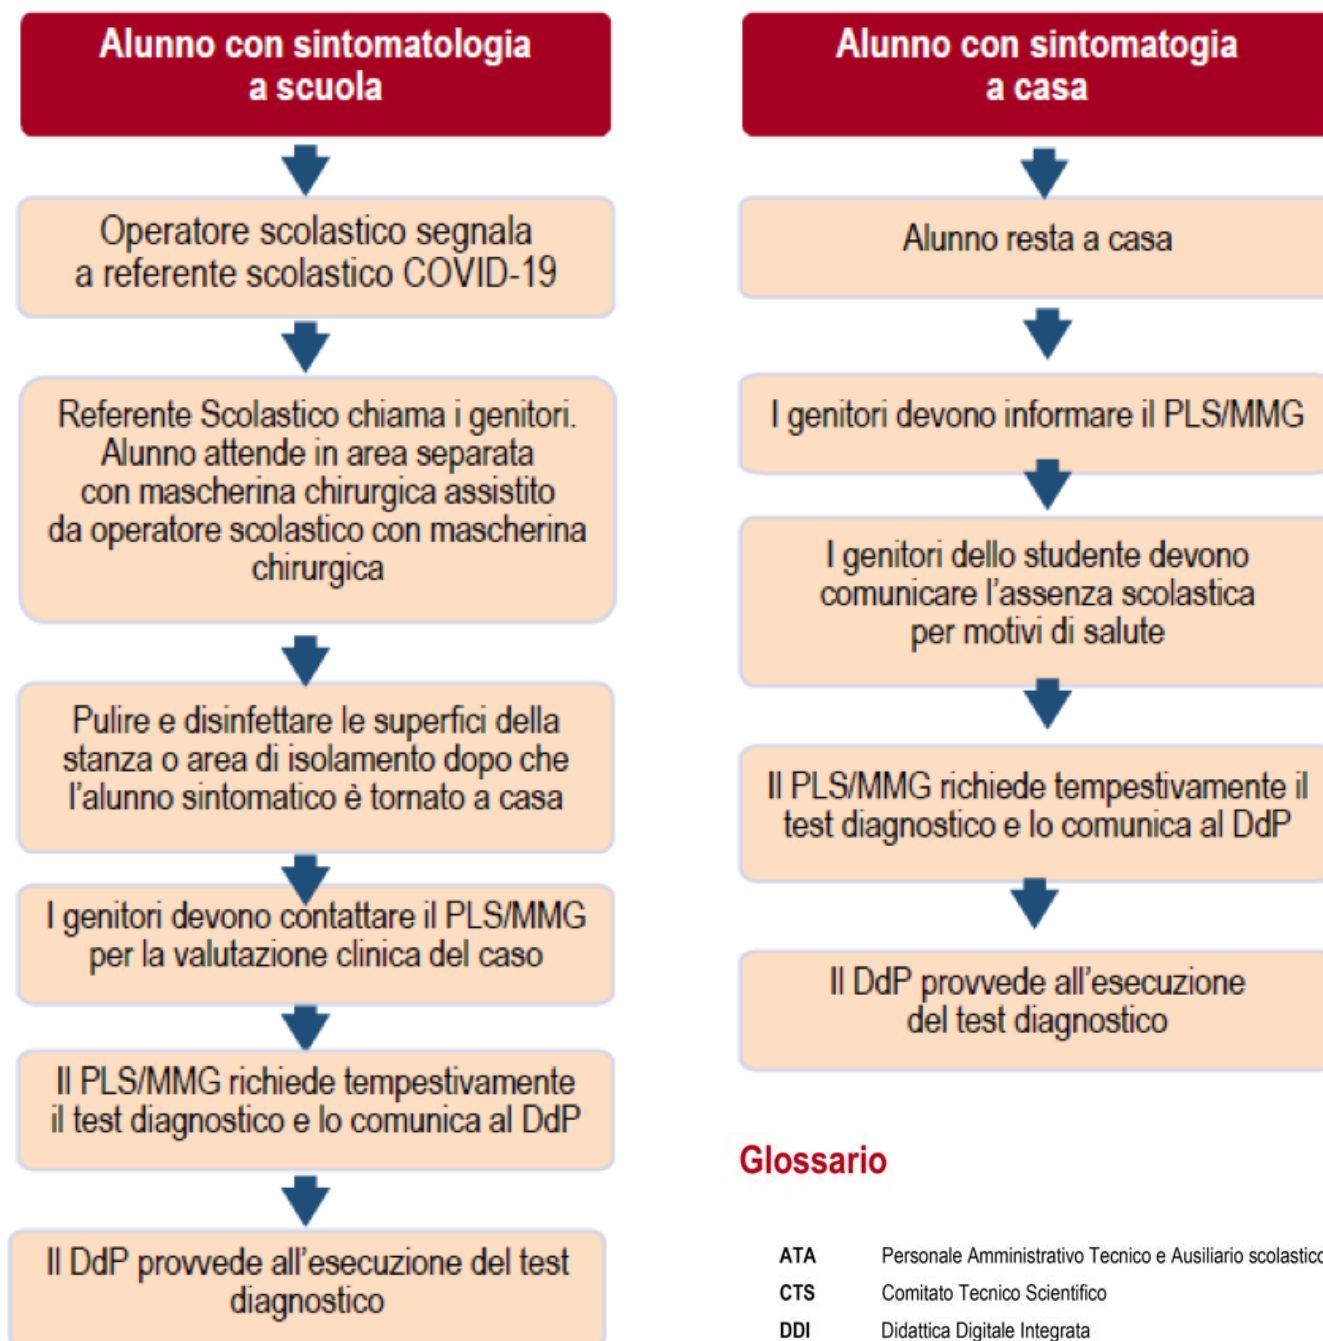 Alunno con sintomatologia
a scuola
Operatore scolastico segnala
a referente scolastico COVID-19
Referente Scolastico chiama i genitori.
Alunno attende in area separata
con mascherina chirurgica assistito
da operatore scolastico con mascherina
chirurgica
Pulire e disinfettare le superfici della
stanza o area di isolamento dopo che
l'alunno sintomatico è tornato a casa
I genitori devono contattare il PLS/MMG
per la valutazione clinica del caso
Il PLS/MMG richiede tempestivamente
il test diagnostico e lo comunica al DdP
Il DdP provvede all'esecuzione del test
diagnostico
Alunno con sintomatogia
a casa
Alunno resta a casa
I genitori devono informare il PLS/MMG
I genitori dello studente devono
comunicare l'assenza scolastica
per motivi di salute
Il PLS/MMG richiede tempestivamente il
test diagnostico e lo comunica al DdP
Il DdP provvede all'esecuzione
del test diagnostico
Glossario
ATA Personale Amministrativo Tecnico e Ausiliario scolastico
CTS Comitato Tecnico Scientifico
DDI Didattica Digitale Integrata